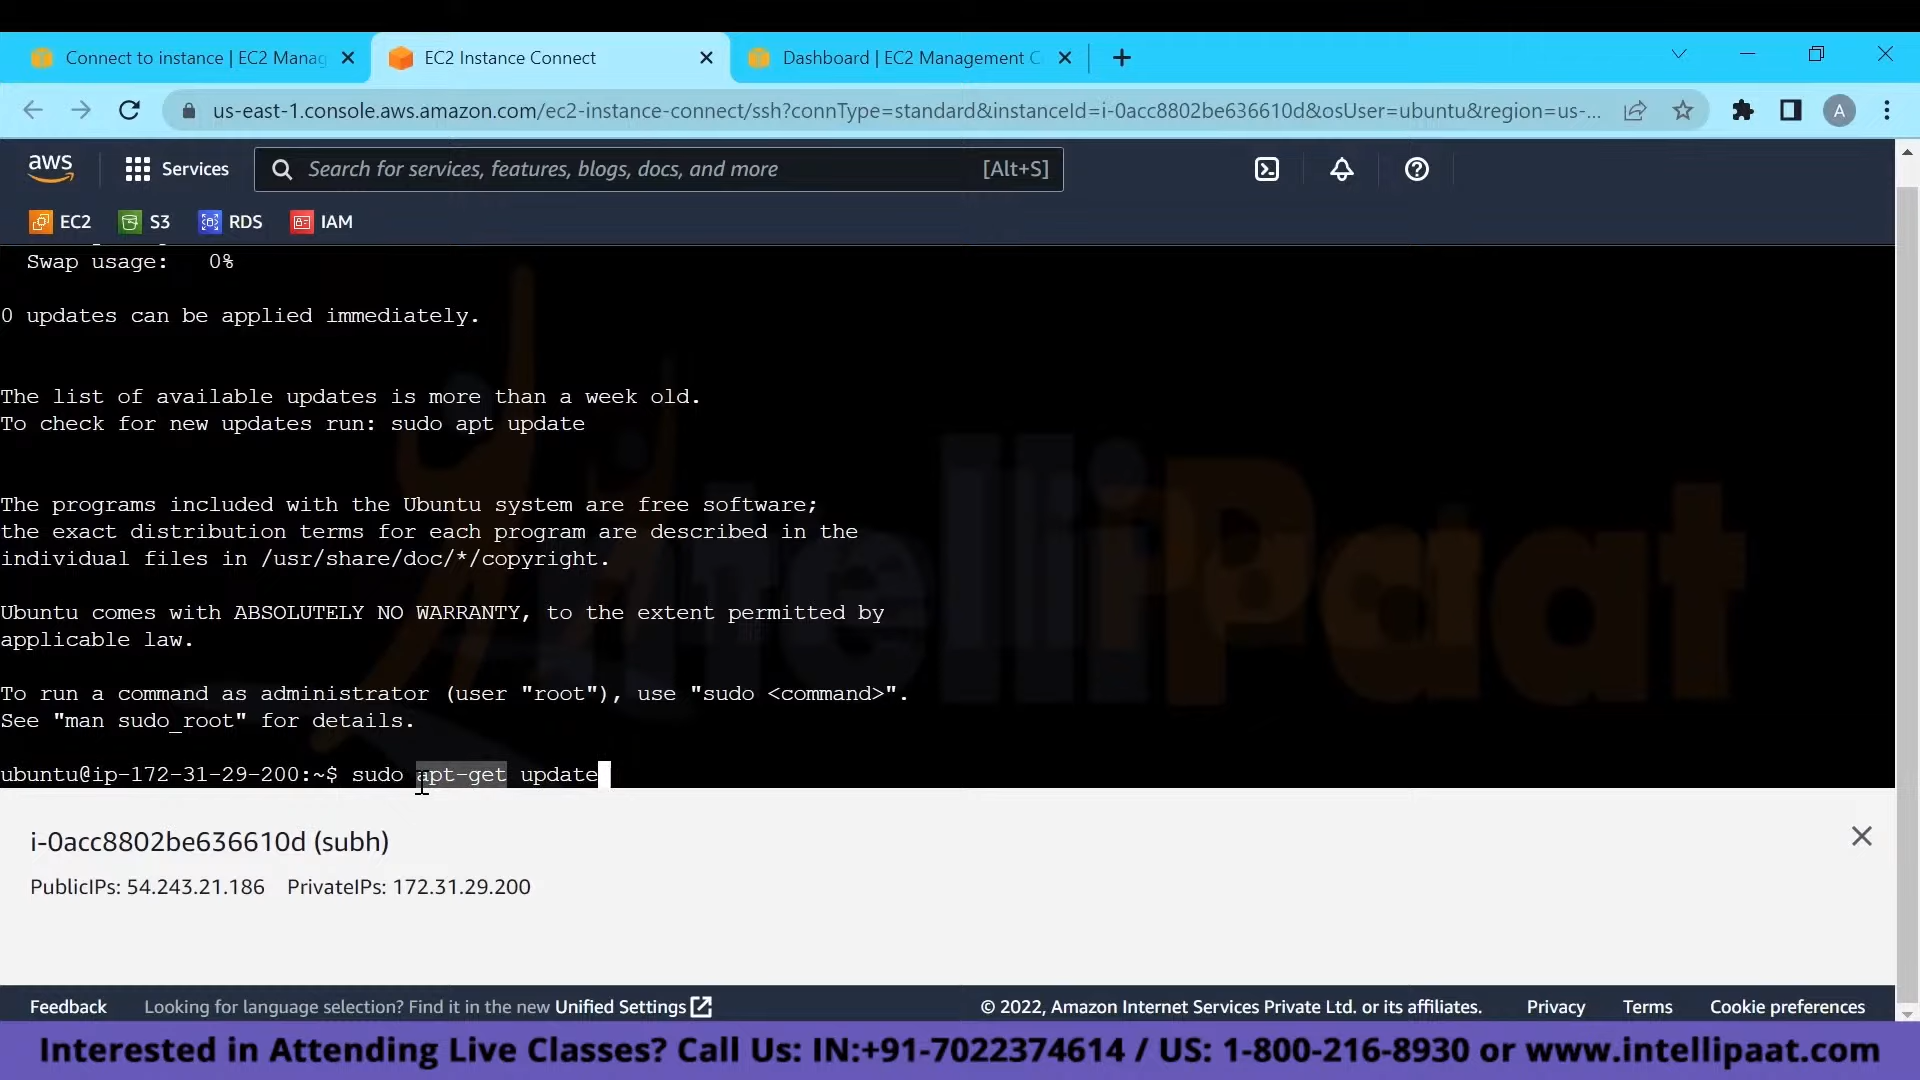 Connect to instance | EC2 Manag
EC2 Instance Connect
Dashboard | EC2 Management C
us-east-1.console.aws.amazon.com/ec2-instance-connect/ssh?connType=standard&instanceId=i-0acc8802be636610d&osUser=ubuntu&region=us-...
A
aws
Services
Search for services, features, blogs, docs, and more
[Alt+S]
EC2
S3
RDS
IAM
Swap usage: 0%
0 updates can be applied immediately.
The list of available updates is more than a week old.
To check for new updates run: sudo apt update
The programs included with the Ubuntu system are free software;
the exact distribution terms for each program are described in the
individual files in /usr/share/doc/*/copyright.
Ubuntu comes with ABSOLUTELY NO WARRANTY, to the extent permitted by
applicable law.
To run a command as administrator (user "root"), use "sudo <command>".
See "man sudo_root" for details.
ubuntu@ip-172-31-29-200:~$ sudo apt-get update
intelliPaat
i-0acc8802be636610d (subh)
PublicIPs: 54.243.21.186 PrivateIPs: 172.31.29.200
Feedback
Looking for language selection? Find it in the new Unified Settings
© 2022, Amazon Internet Services Private Ltd. or its affiliates.
Privacy
Terms
Cookie preferences
Interested in Attending Live Classes? Call Us: IN:+91-7022374614 / US: 1-800-216-8930 or www.intellipaat.com